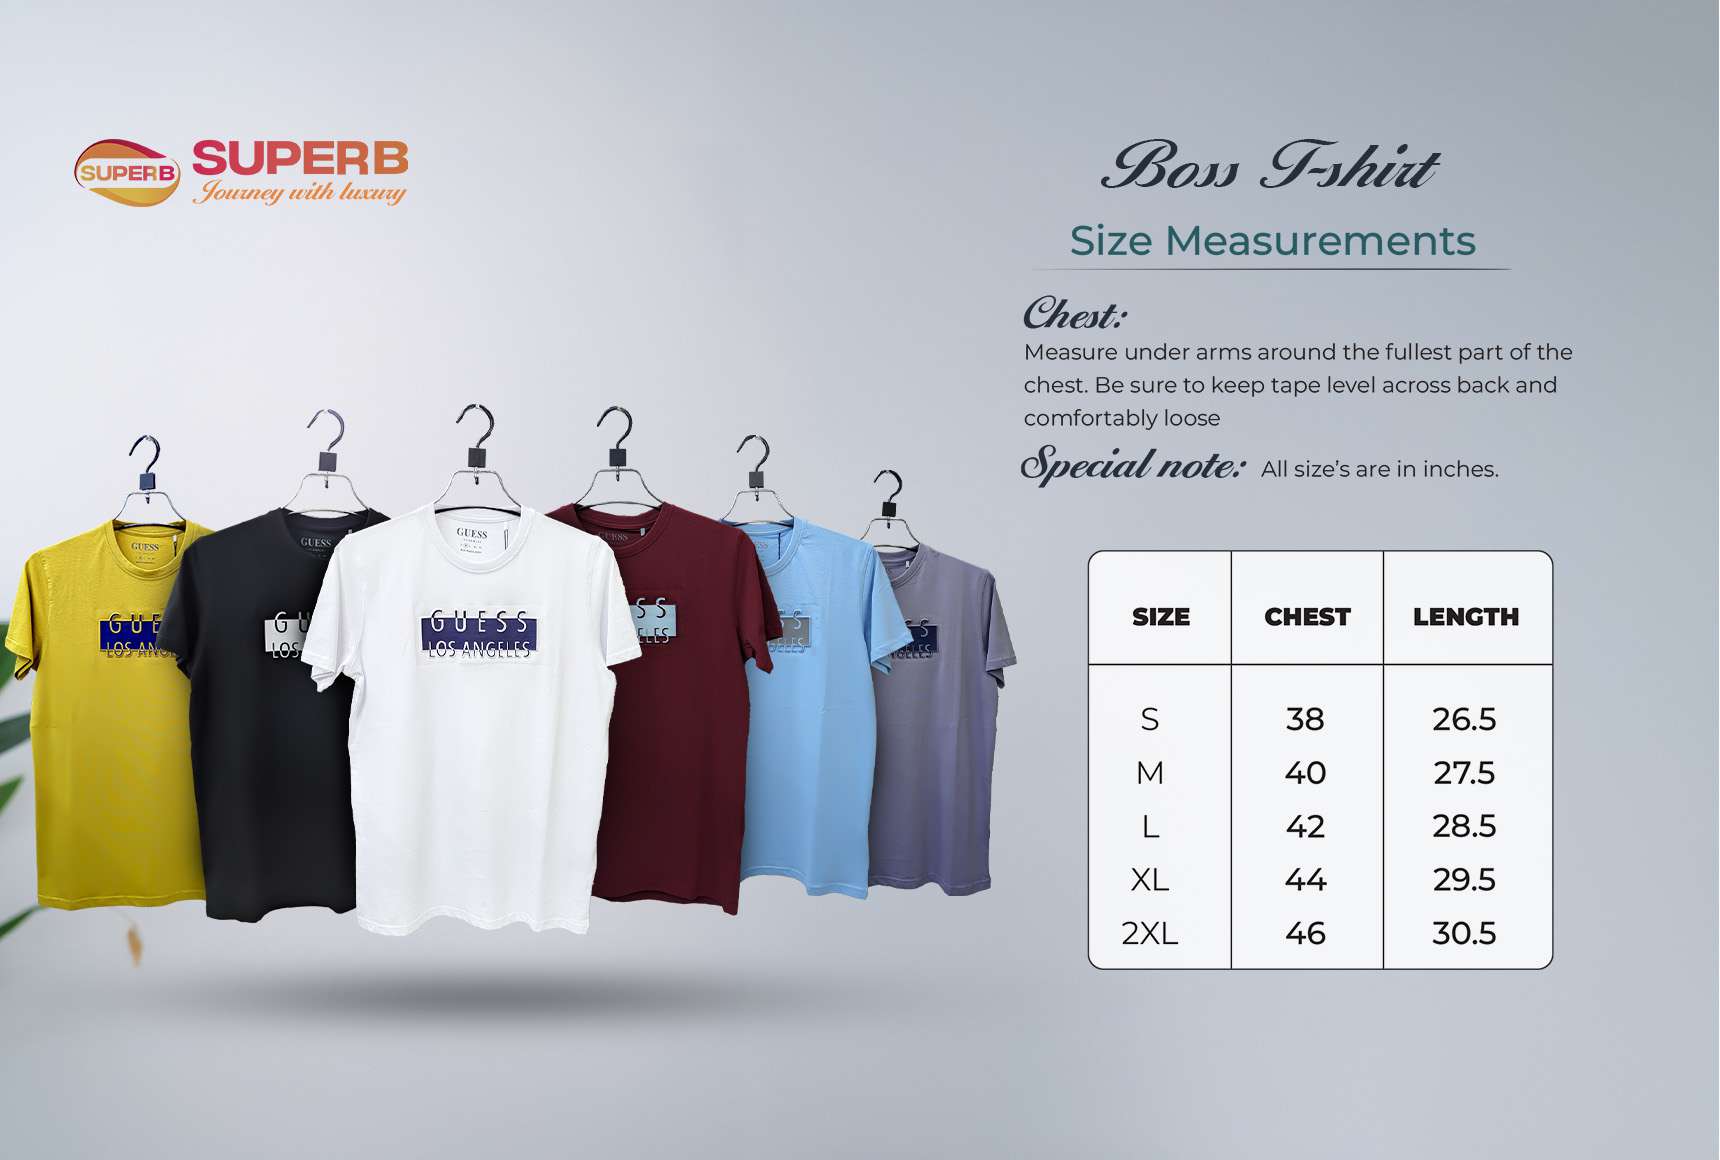 SUPERB
SUPERB
Journey with luxury
Boss T-shirt
Size Measurements
Chest:
Measure under arms around the fullest part of the
chest. Be sure to keep tape level across back and
comfortably loose
Special note: All size's are in inches.
SIZE CHEST LENGTH
S 38 26.5
M 40 27.5
L 42 28.5
XL 44 29.5
2XL 46 30.5
GUESS
GUESS
GUESS
GUESS
LOS ANGELES